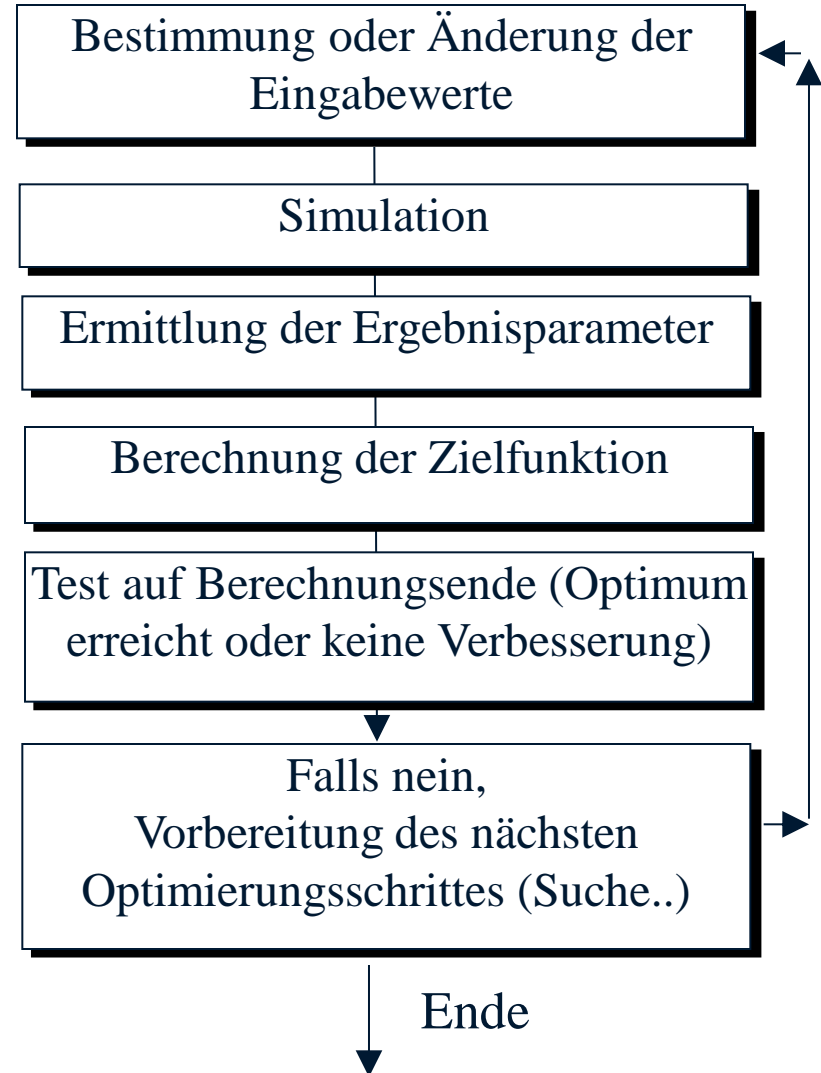 Bestimmung oder Änderung der
Eingabewerte
Simulation
Ermittlung der Ergebnisparameter
Berechnung der Zielfunktion
Test auf Berechnungsende (Optimum
erreicht oder keine Verbesserung)
Falls nein,
Vorbereitung des nächsten
Optimierungsschrittes (Suche..)
Ende